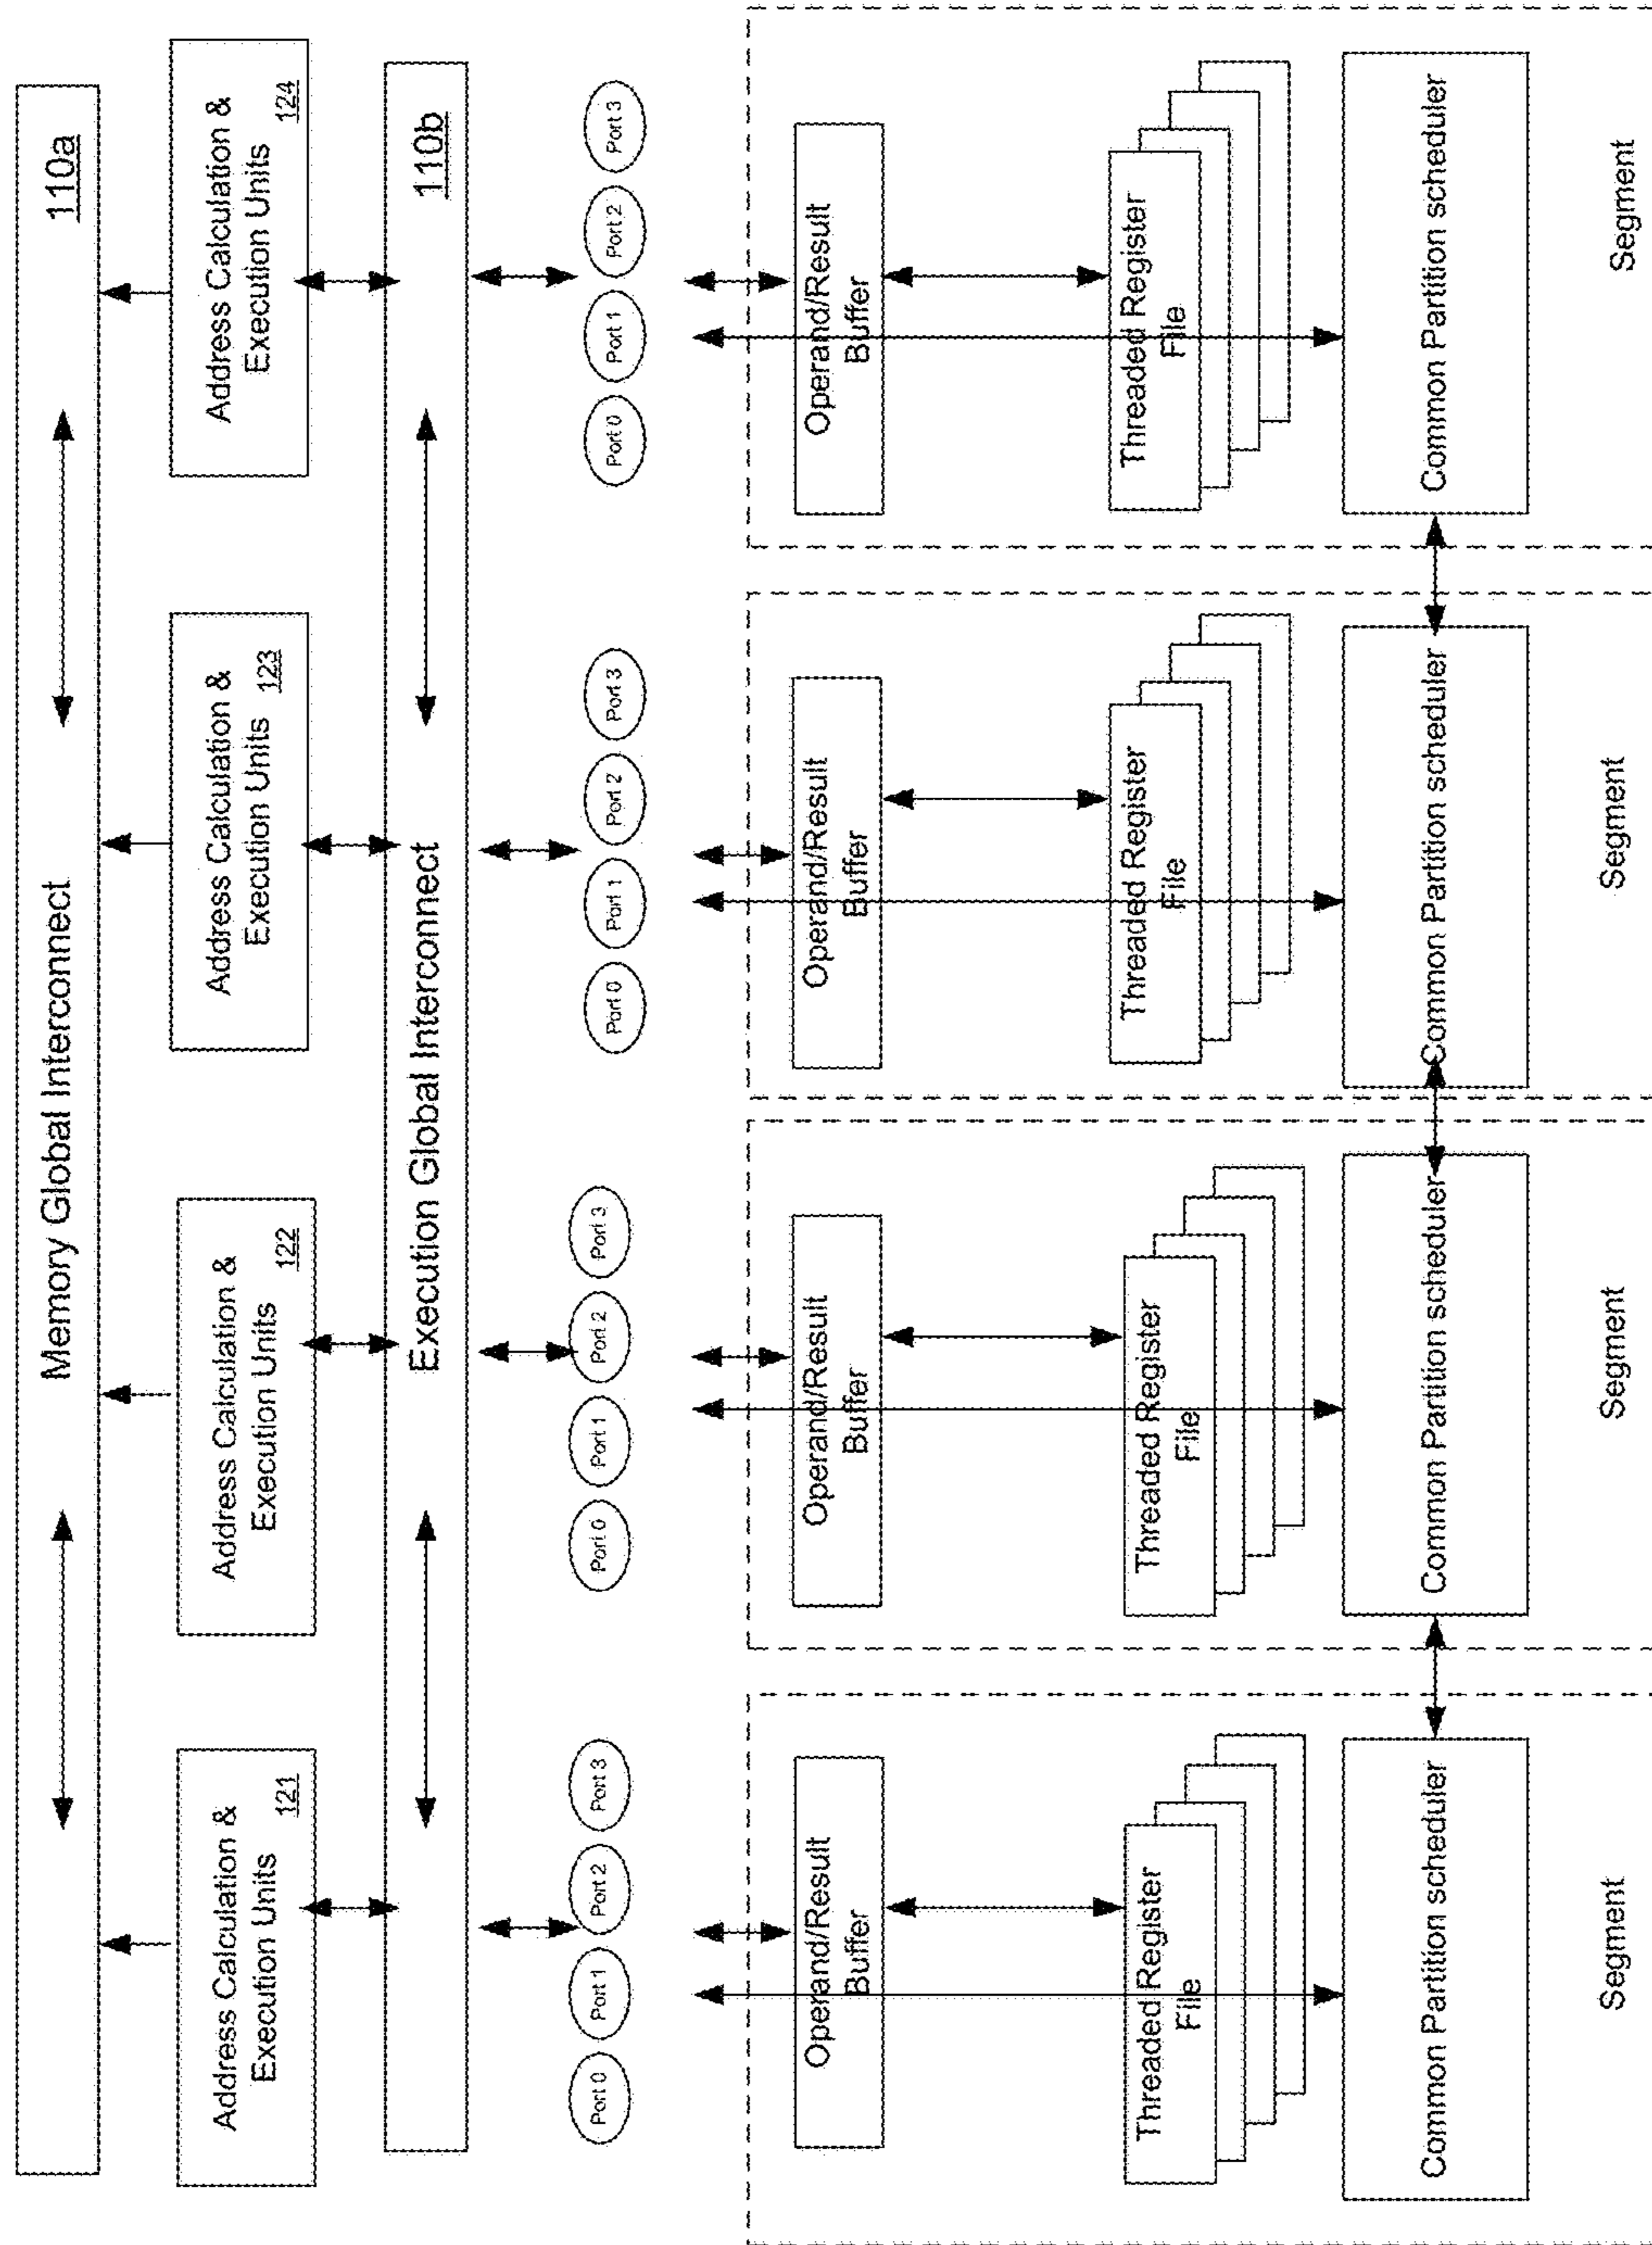 Memory Global Interconnect
110a
Address Calculation &
Execution Units
121
Address Calculation &
Execution Units
122
Address Calculation &
Execution Units
123
Address Calculation &
Execution Units
124
Execution Global Interconnect
110b
Port 0
Port 1
Port 2
Port 3
Port 0
Port 1
Port 2
Port 3
Port 0
Port 1
Port 2
Port 3
Port 0
Port 1
Port 2
Port 3
Operand/Result
Buffer
Operand/Result
Buffer
Operand/Result
Buffer
Operand/Result
Buffer
Threaded Register
File
Threaded Register
File
Threaded Register
File
Threaded Register
File
Common Partition scheduler
Common Partition scheduler
Common Partition scheduler
Common Partition scheduler
Segment
Segment
Segment
Segment